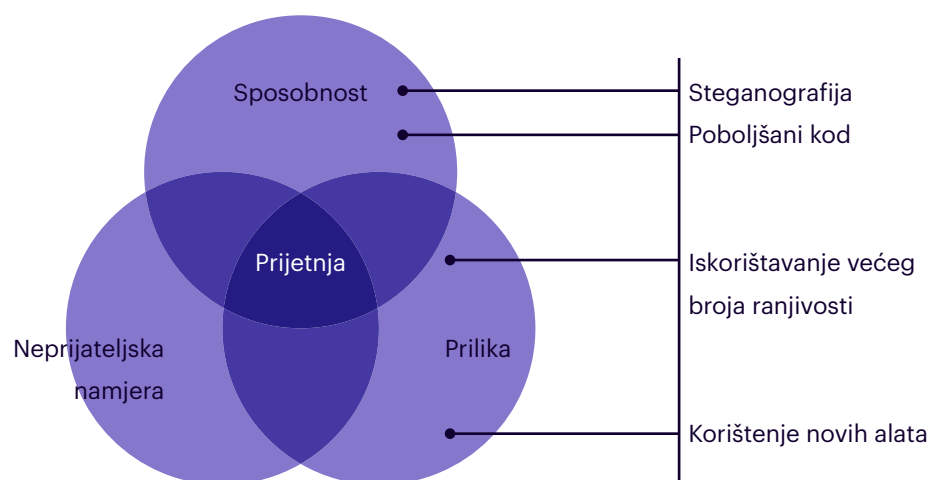 Sposobnost
Steganografija
Poboljšani kod
Prijetnja
Iskorištavanje većeg
broja ranjivosti
Neprijateljska
namjera
Prilika
Korištenje novih alata